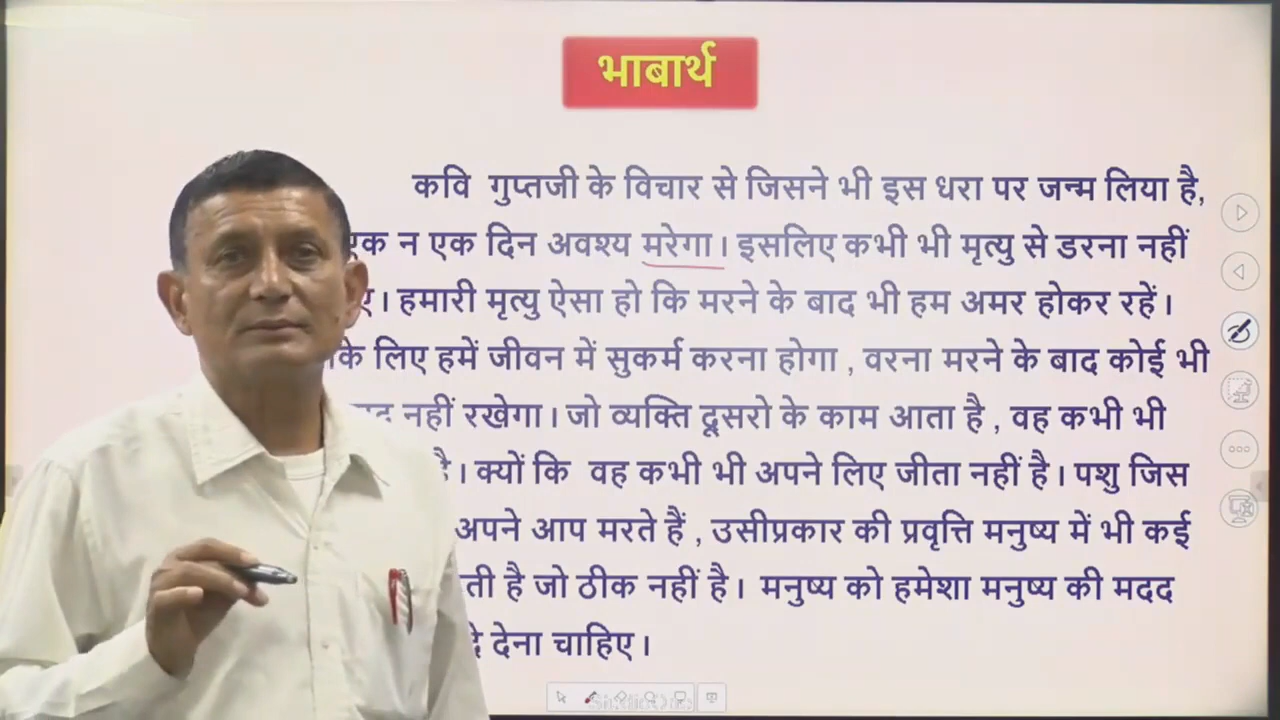 भाबार्थ
कवि गुप्तजी के विचार से जिसने भी इस धरा पर जन्म लिया है,
एक न एक दिन अवश्य मरेगा। इसलिए कभी भी मृत्यु से डरना नहीं
हमारी मृत्यु ऐसा हो कि मरने के बाद भी हम अमर होकर रहें।
के लिए हमें जीवन में सुकर्म करना होगा , वरना मरने के बाद कोई भी
नहीं रखेगा। जो व्यक्ति दूसरो के काम आता है , वह कभी भी
है। क्यों कि वह कभी भी अपने लिए जीता नहीं है। पशु जिस
अपने आप मरते हैं , उसीप्रकार की प्रवृत्ति मनुष्य में भी कई
ती है जो ठीक नहीं है। मनुष्य को हमेशा मनुष्य की मदद
देना चाहिए।